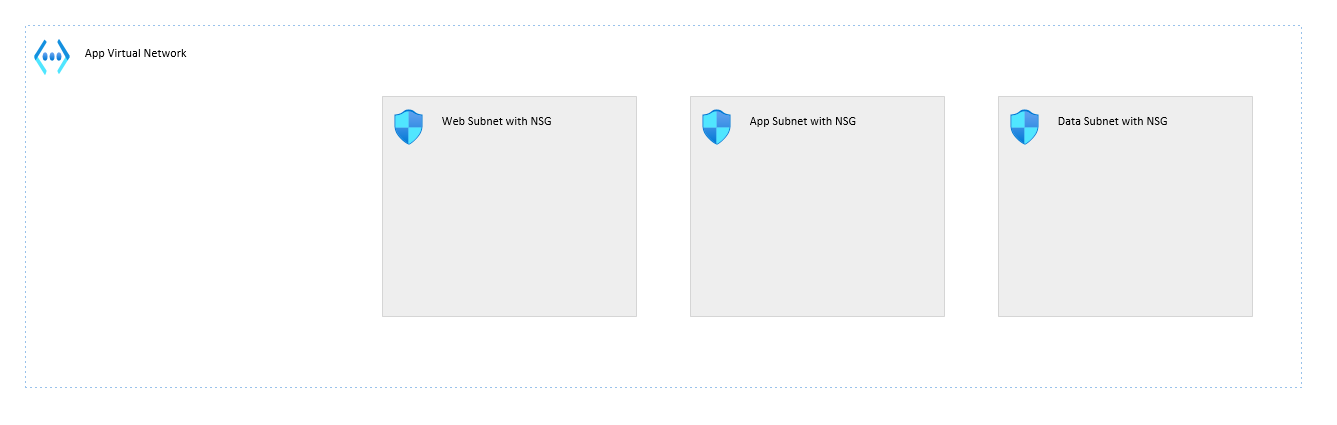 App Virtual Network
Web Subnet with NSG
App Subnet with NSG
Data Subnet with NSG